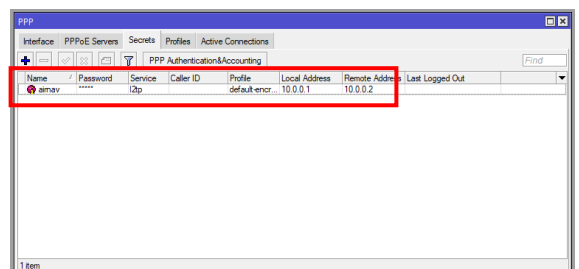 PPP
Interface PPPoE Servers Secrets Profiles Active Connections
PPP Authentication&Accounting Find
Name Password Service Caller ID Profile Local Address Remote Address Last Logged Out
aimav ***** l2tp default-encr... 10.0.0.1 10.0.0.2
1 item